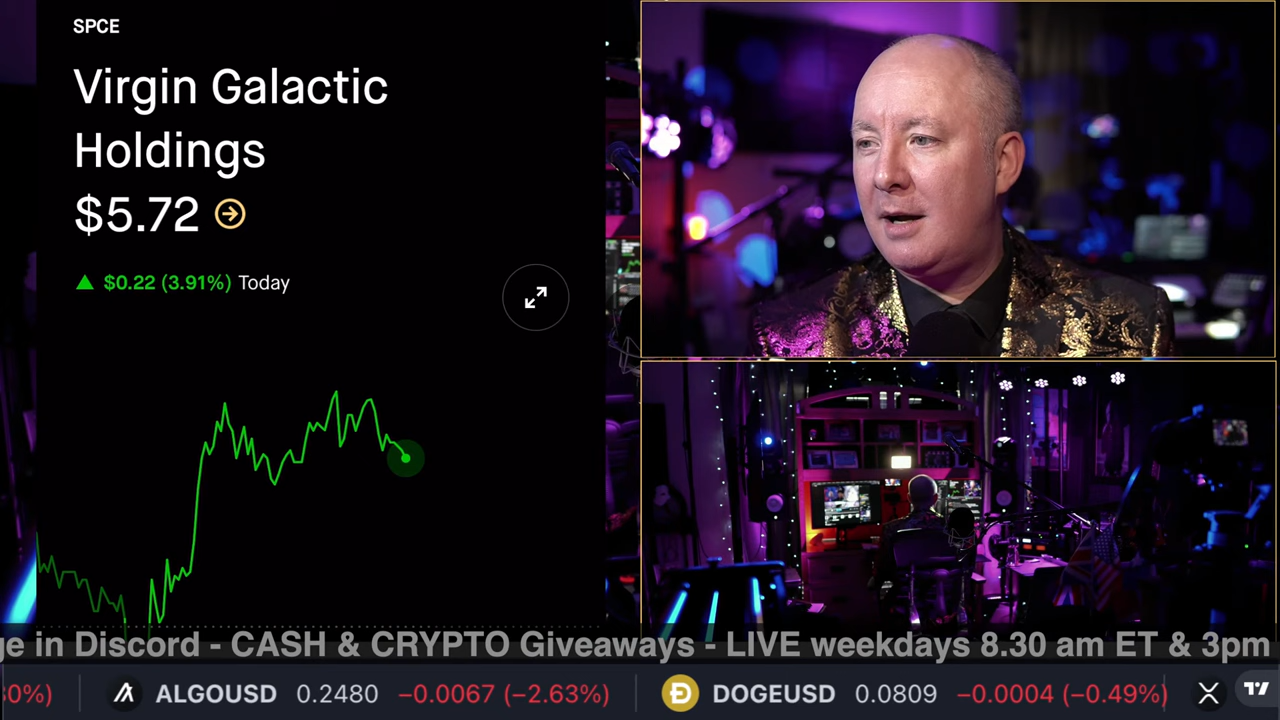 SPCE
Virgin Galactic
Holdings
$5.72
$0.22 (3.91%) Today
ge in Discord - CASH & CRYPTO Giveaways - LIVE weekdays 8.30 am ET & 3pm
30%) ALGOUSD 0.2480 −0.0067 (−2.63%) DOGEUSD 0.0809 −0.0004 (−0.49%)